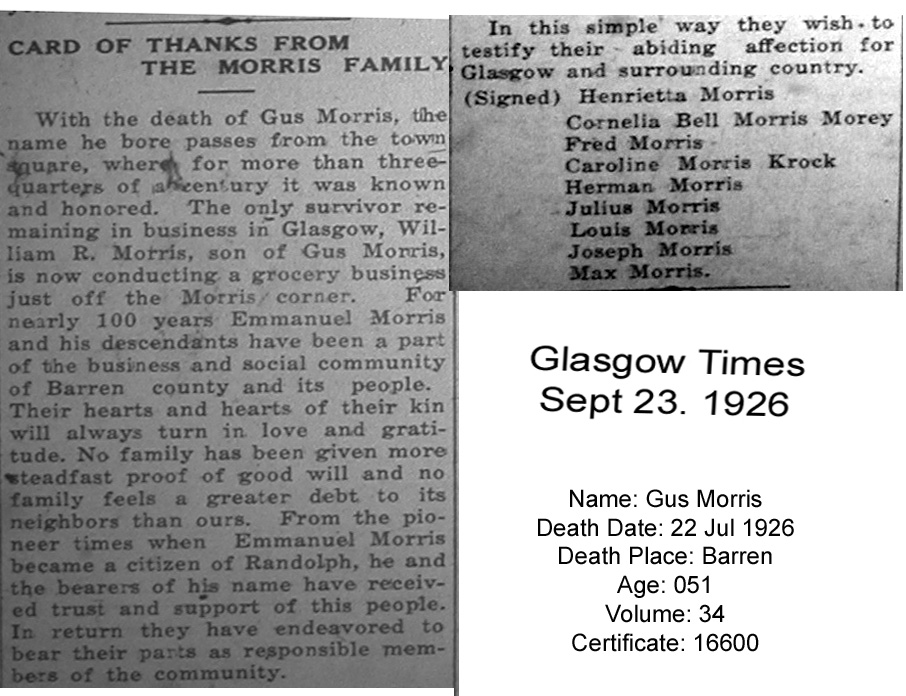 CARD OF THANKS FROM
THE MORRIS FAMILY
With the death of Gus Morris, the
name he bore passes from the town
square, where for more than three-
quarters of a century it was known
and honored. The only survivor re-
maining in business in Glasgow, Wil-
liam R. Morris, son of Gus Morris,
is now conducting a grocery business
just off the Morris corner. For
nearly 100 years Emmanuel Morris
and his descendants have been a part
of the business and social community
of Barren county and its people.
Their hearts and hearts of their kin
will always turn in love and grati-
tude. No family has been given more
steadfast proof of good will and no
family feels a greater debt to its
neighbors than ours. From the pio-
neer times when Emmanuel Morris
became a citizen of Randolph, he and
the bearers of his name have receiv-
ed trust and support of this people.
In return they have endeavored to
bear their parts as responsible mem-
bers of the community.
In this simple way they wish to
testify their abiding affection for
Glasgow and surrounding country.
(Signed) Henrietta Morris
Cornelia Bell Morris Morey
Fred Morris
Caroline Morris Krock
Herman Morris
Julius Morris
Louis Morris
Joseph Morris
Max Morris.
Glasgow Times
Sept 23. 1926
Name: Gus Morris
Death Date: 22 Jul 1926
Death Place: Barren
Age: 051
Volume: 34
Certificate: 16600